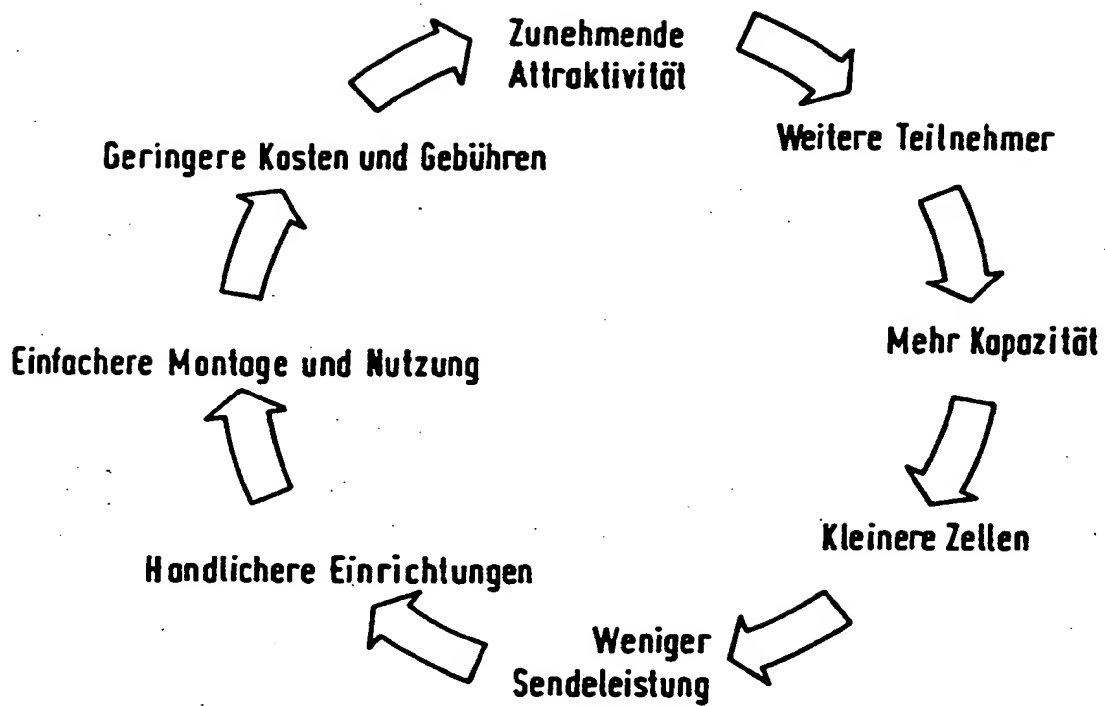 Zunehmende
Attraktivität
Weitere Teilnehmer
Mehr Kapazität
Kleinere Zellen
Weniger
Sendeleistung
Handlichere Einrichtungen
Einfachere Montage und Nutzung
Geringere Kosten und Gebühren